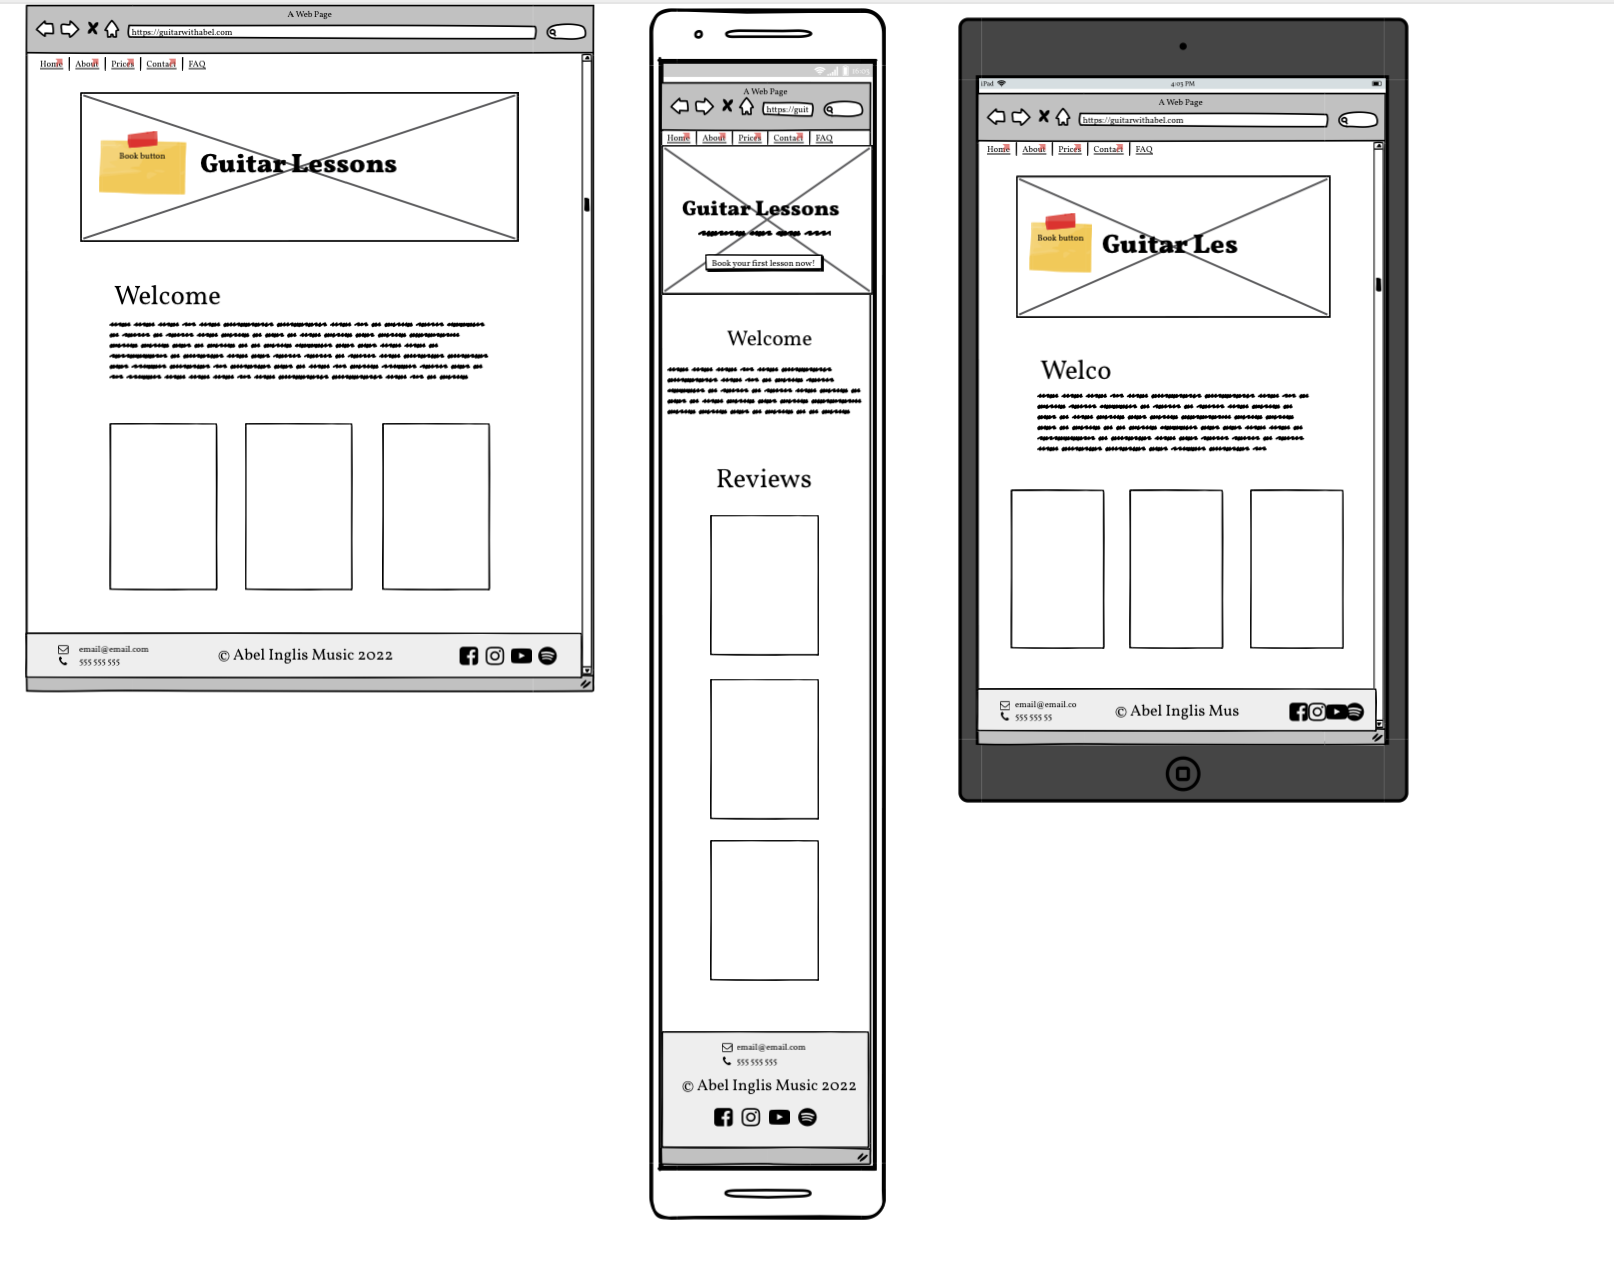 A Web Page
https://guitarwithabel.com
Home About Prices Contact FAQ
Book button
Guitar Lessons
Welcome
email@email.com
555 555 555
© Abel Inglis Music 2022
16:05
A Web Page
https://guit
Home About Prices Contact FAQ
Guitar Lessons
Book your first lesson now!
Welcome
Reviews
email@email.com
555 555 555
© Abel Inglis Music 2022
iPad 4:03 PM
A Web Page
https://guitarwithabel.com
Home About Prices Contact FAQ
Book button
Guitar Les
Welco
email@email.co
555 555 55
© Abel Inglis Mus